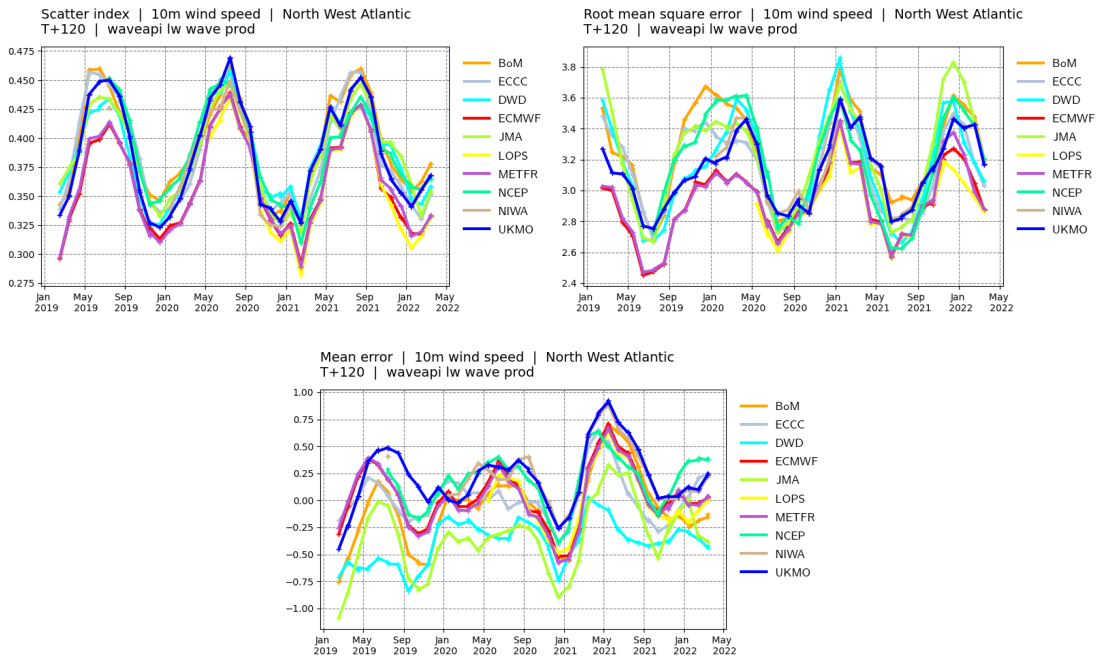 Scatter index | 10m wind speed | North West Atlantic
T+120 | waveapi lw wave prod
0.475
0.450
0.425
0.400
0.375
0.350
0.325
0.300
0.275
Jan May Sep Jan May Sep Jan May Sep Jan May
2019 2019 2019 2020 2020 2020 2021 2021 2021 2022 2022
BoM
ECCC
DWD
ECMWF
JMA
LOPS
METFR
NCEP
NIWA
UKMO
Root mean square error | 10m wind speed | North West Atlantic
T+120 | waveapi lw wave prod
3.8
3.6
3.4
3.2
3.0
2.8
2.6
2.4
Jan May Sep Jan May Sep Jan May Sep Jan May
2019 2019 2019 2020 2020 2020 2021 2021 2021 2022 2022
BoM
ECCC
DWD
ECMWF
JMA
LOPS
METFR
NCEP
NIWA
UKMO
Mean error | 10m wind speed | North West Atlantic
T+120 | waveapi lw wave prod
1.00
0.75
0.50
0.25
0.00
−0.25
−0.50
−0.75
−1.00
Jan May Sep Jan May Sep Jan May Sep Jan May
2019 2019 2019 2020 2020 2020 2021 2021 2021 2022 2022
BoM
ECCC
DWD
ECMWF
JMA
LOPS
METFR
NCEP
NIWA
UKMO